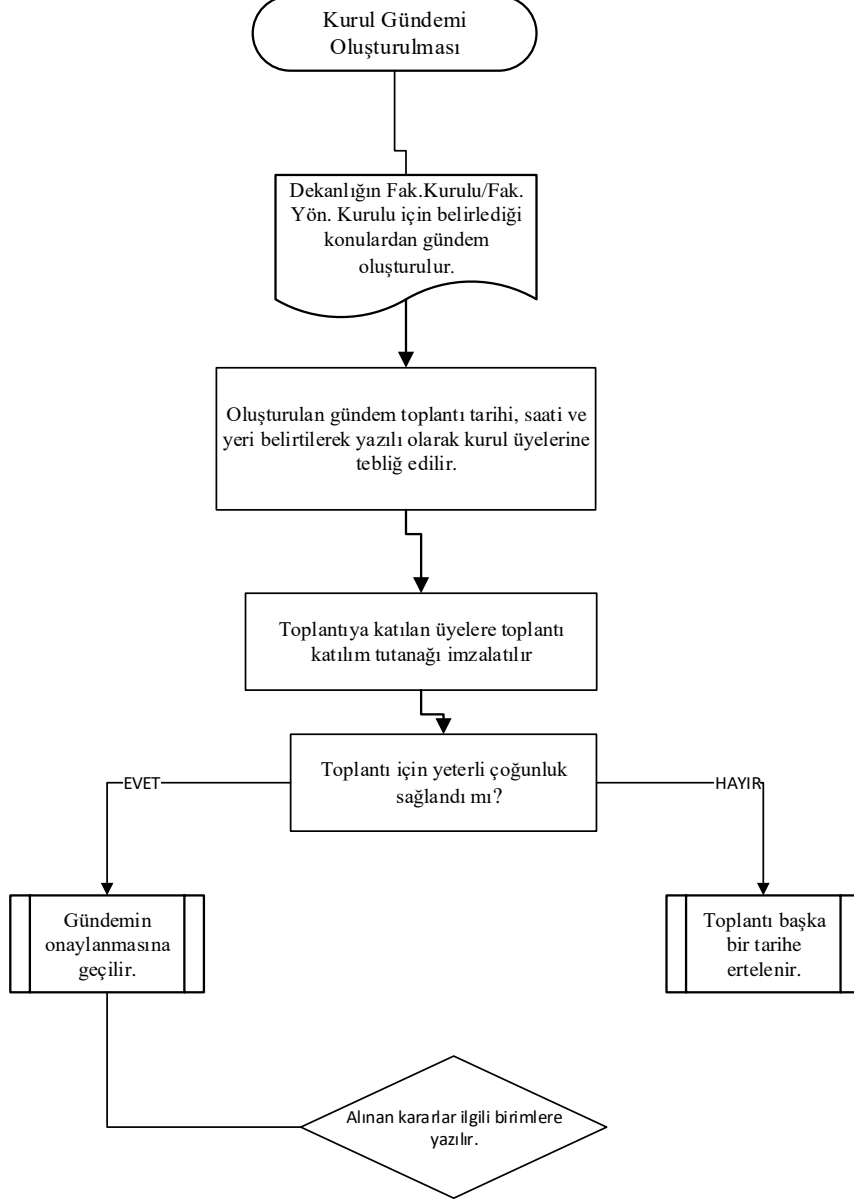 Kurul Gündemi
Oluşturulması
Dekanlığın Fak.Kurulu/Fak.
Yön. Kurulu için belirlediği
konulardan gündem
oluşturulur.
Oluşturulan gündem toplantı tarihi, saati ve
yeri belirtilerek yazılı olarak kurul üyelerine
tebliğ edilir.
Toplantıya katılan üyelere toplantı
katılım tutanağı imzalatılır
Toplantı için yeterli çoğunluk
sağlandı mı?
EVET
HAYIR
Gündemin
onaylanmasına
geçilir.
Toplantı başka
bir tarihe
ertelenir.
Alınan kararlar ilgili birimlere
yazılır.